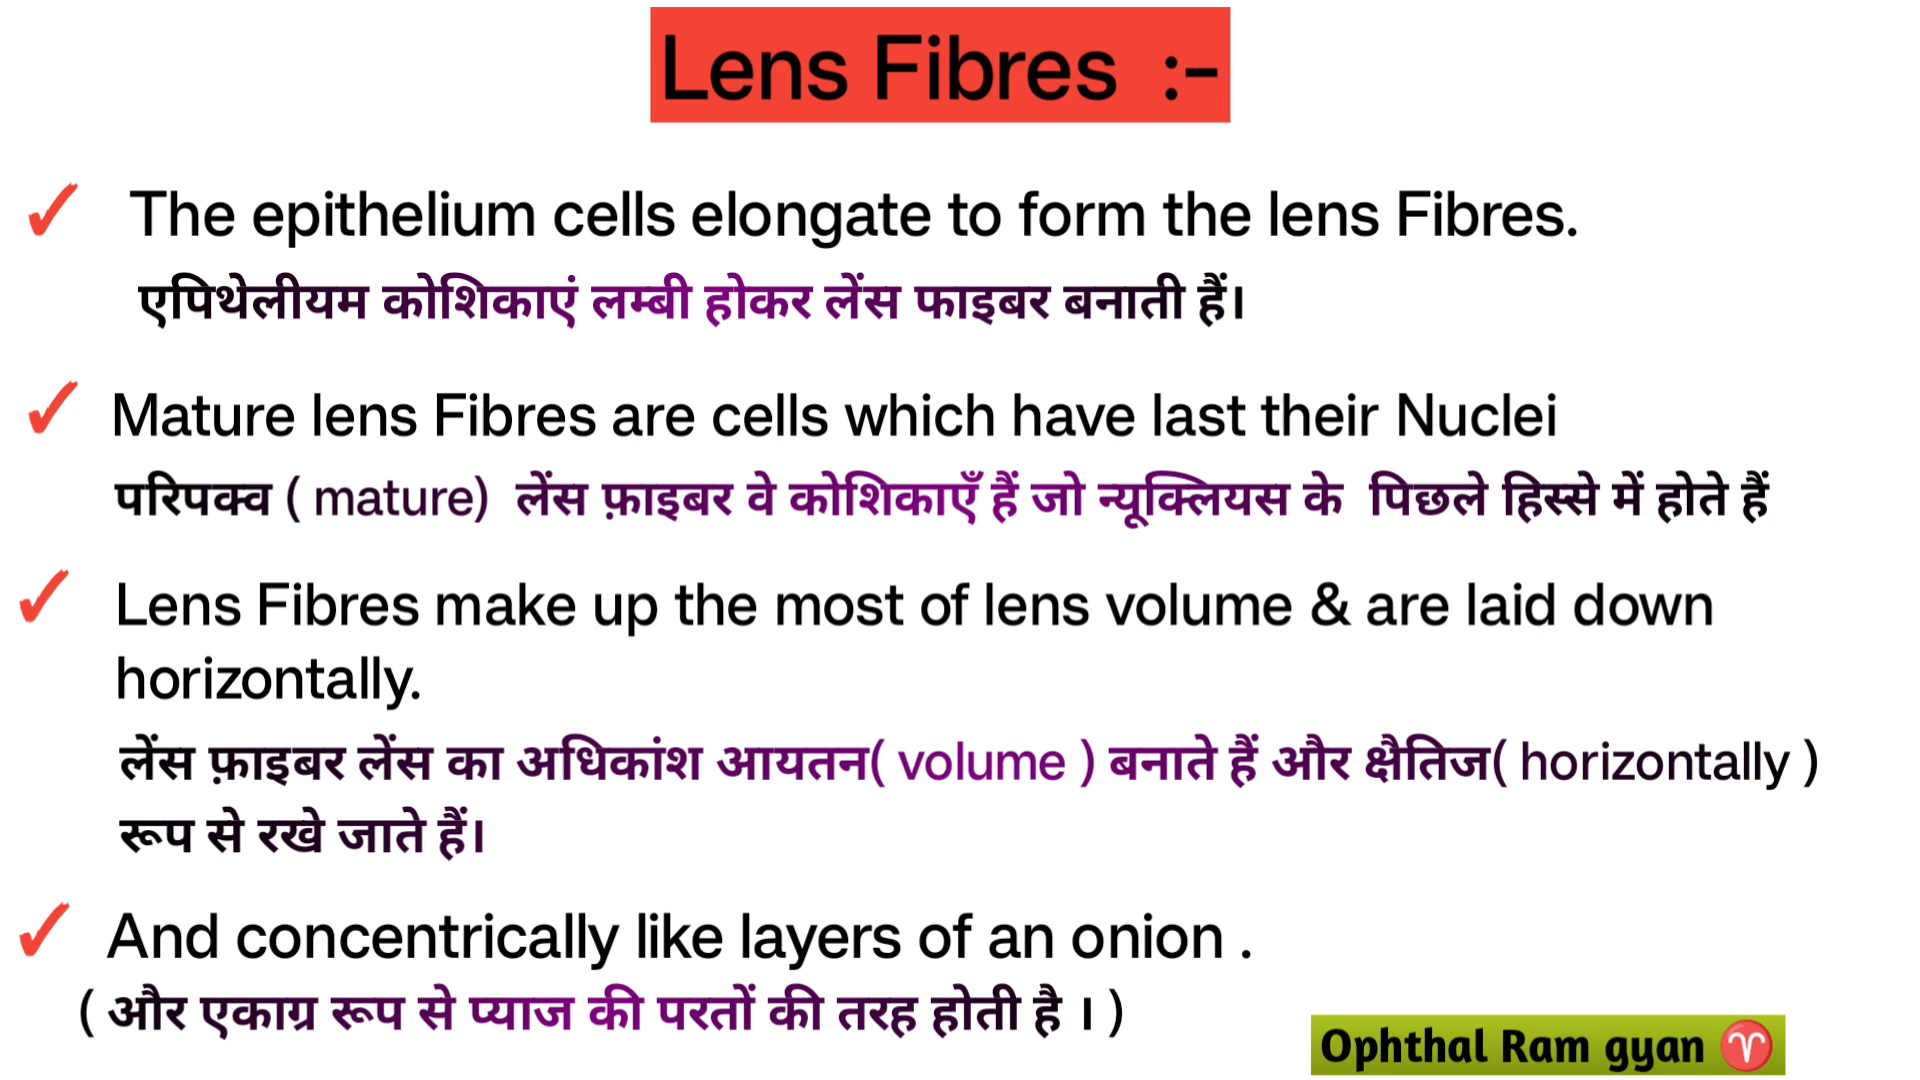 Lens Fibres :-
✓ The epithelium cells elongate to form the lens Fibres.
एपिथेलीयम कोशिकाएं लम्बी होकर लेंस फाइबर बनाती हैं।
✓ Mature lens Fibres are cells which have last their Nuclei
परिपक्व ( mature) लेंस फ़ाइबर वे कोशिकाएँ हैं जो न्यूक्लियस के पिछले हिस्से में होते हैं
✓ Lens Fibres make up the most of lens volume & are laid down
horizontally.
लेंस फ़ाइबर लेंस का अधिकांश आयतन( volume ) बनाते हैं और क्षैतिज( horizontally )
रूप से रखे जाते हैं।
✓ And concentrically like layers of an onion .
( और एकाग्र रूप से प्याज की परतों की तरह होती है । )
Ophthal Ram gyan ♈